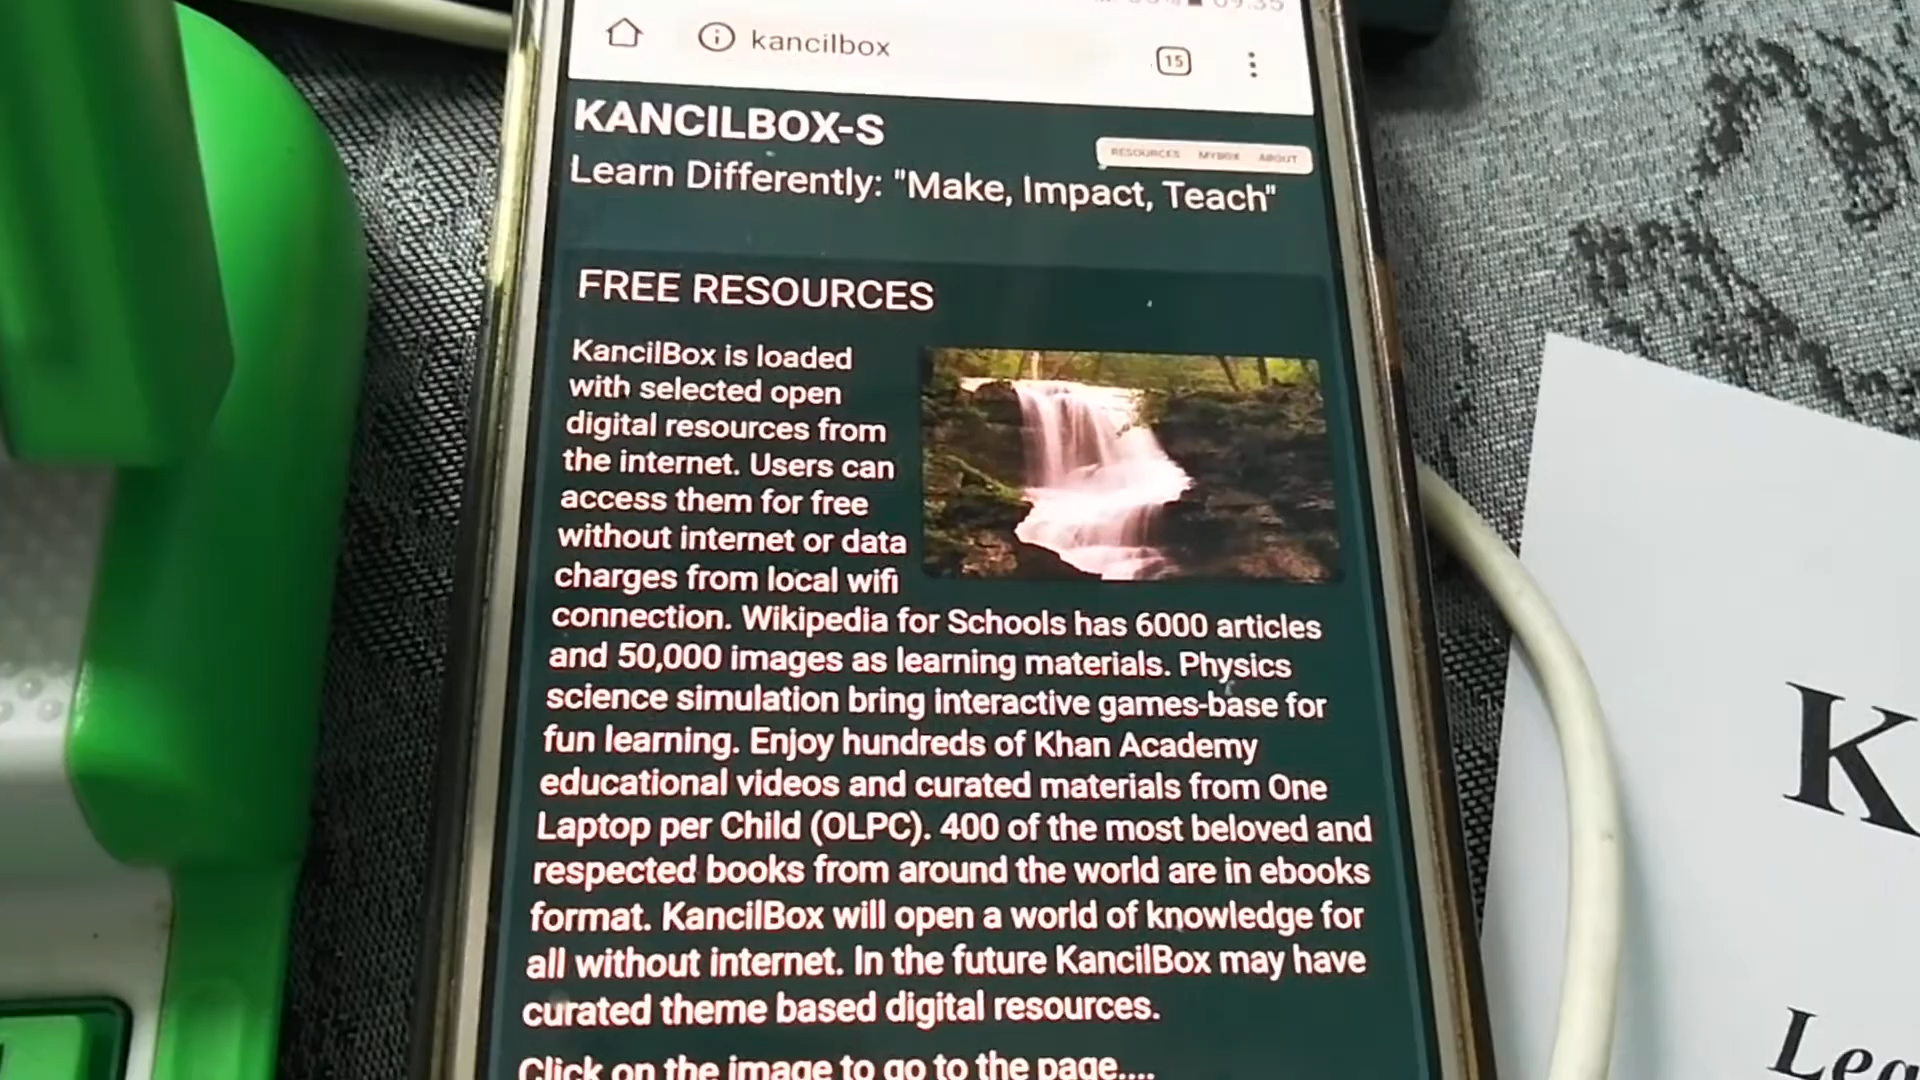 09:35
kancilbox
15
KANCILBOX-S
RESOURCES MYBOX ABOUT
Learn Differently: "Make, Impact, Teach"
FREE RESOURCES
KancilBox is loaded
with selected open
digital resources from
the internet. Users can
access them for free
without internet or data
charges from local wifi
connection. Wikipedia for Schools has 6000 articles
and 50,000 images as learning materials. Physics
science simulation bring interactive games-base for
fun learning. Enjoy hundreds of Khan Academy
educational videos and curated materials from One
Laptop per Child (OLPC). 400 of the most beloved and
respected books from around the world are in ebooks
format. KancilBox will open a world of knowledge for
all without internet. In the future KancilBox may have
curated theme based digital resources.
Click on the image to go to the page....
K
Lea